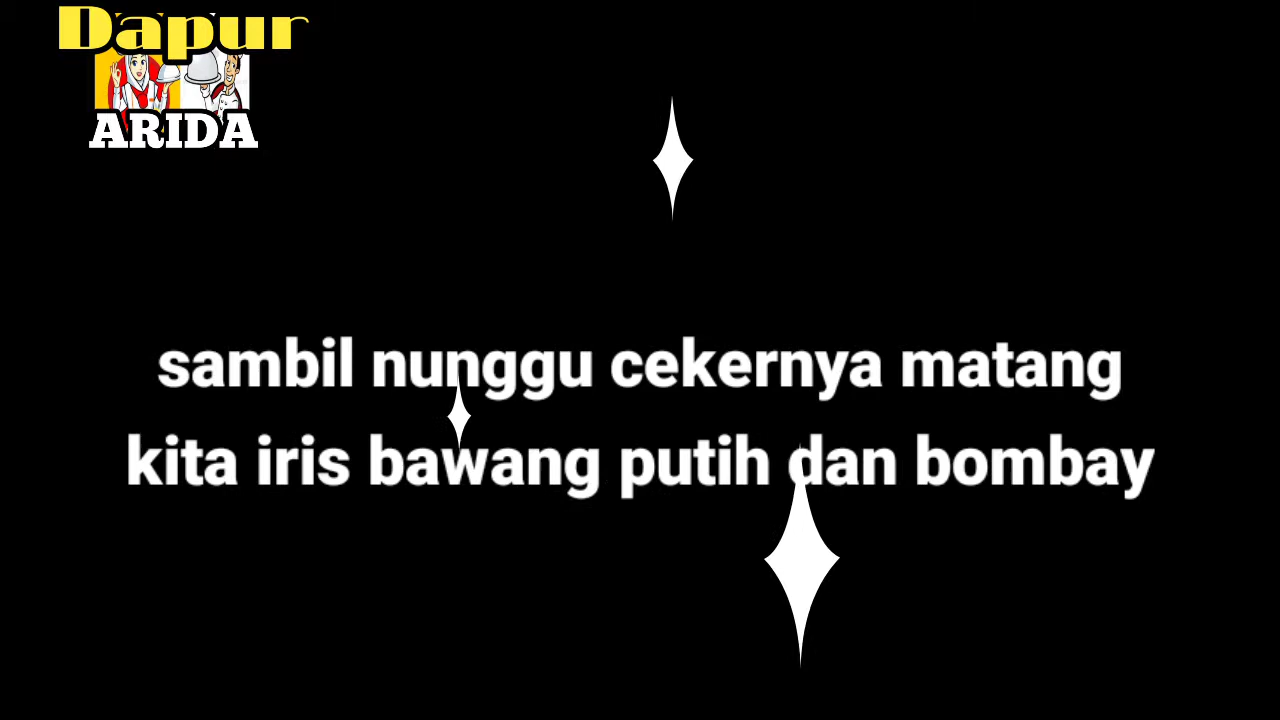 Dapur
ARIDA
sambil nunggu cekernya matang
kita iris bawang putih dan bombay